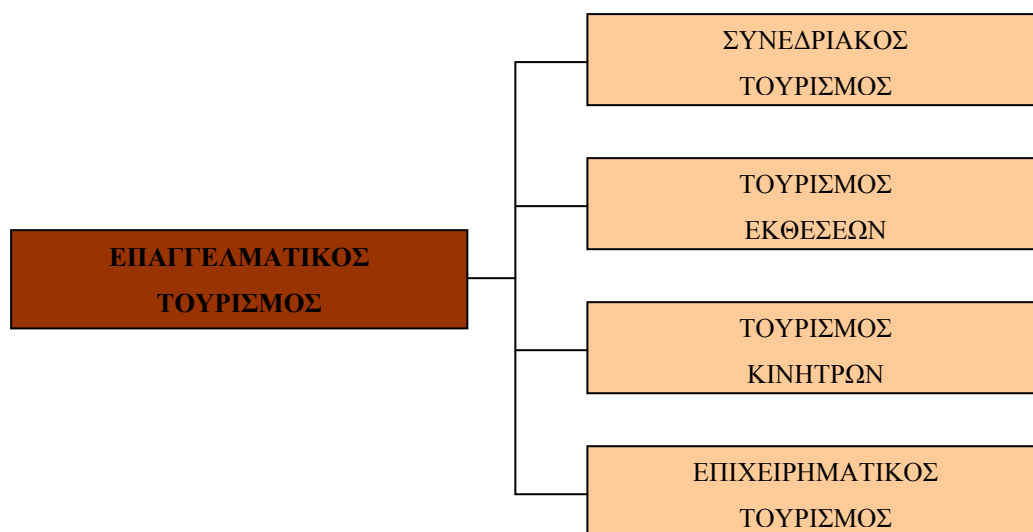 ΣΥΝΕΔΡΙΑΚΟΣ
ΤΟΥΡΙΣΜΟΣ
ΤΟΥΡΙΣΜΟΣ
ΕΚΘΕΣΕΩΝ
ΕΠΑΓΓΕΛΜΑΤΙΚΟΣ
ΤΟΥΡΙΣΜΟΣ
ΤΟΥΡΙΣΜΟΣ
ΚΙΝΗΤΡΩΝ
ΕΠΙΧΕΙΡΗΜΑΤΙΚΟΣ
ΤΟΥΡΙΣΜΟΣ